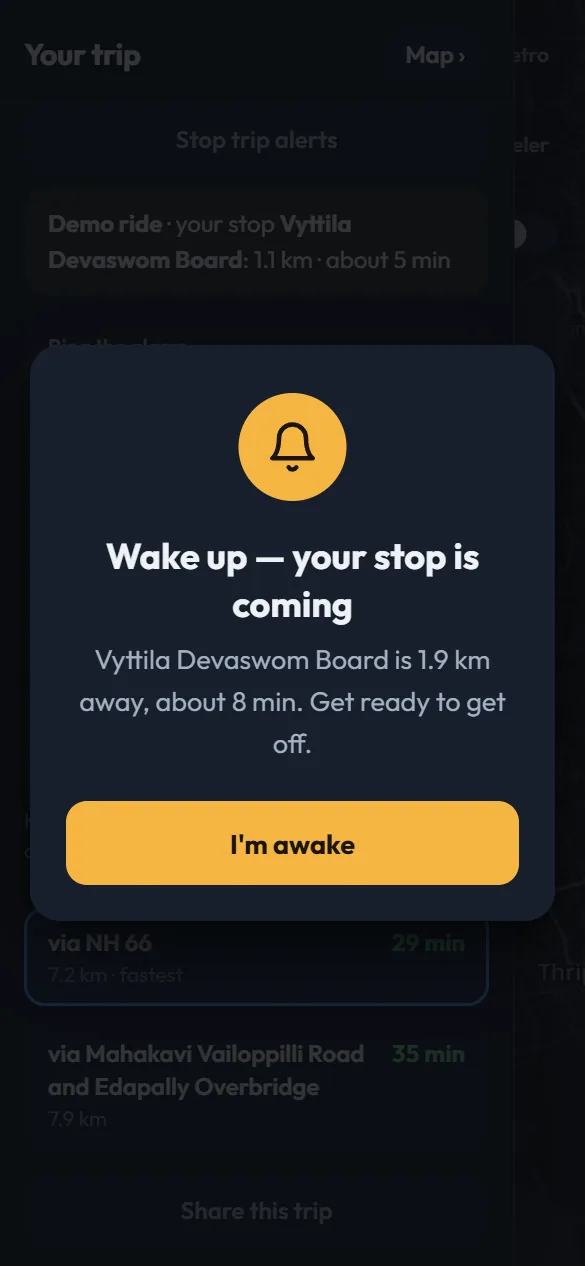 Your trip
Map ›
etro
Stop trip alerts
eler
Demo ride · your stop Vyttila
Devaswom Board: 1.1 km · about 5 min
Ring the alarm
Wake up — your stop is
coming
Vyttila Devaswom Board is 1.9 km
away, about 8 min. Get ready to get
off.
I'm awake
via NH 66
29 min
7.2 km · fastest
Thri
via Mahakavi Vailoppilli Road
35 min
and Edapally Overbridge
7.9 km
Share this trip